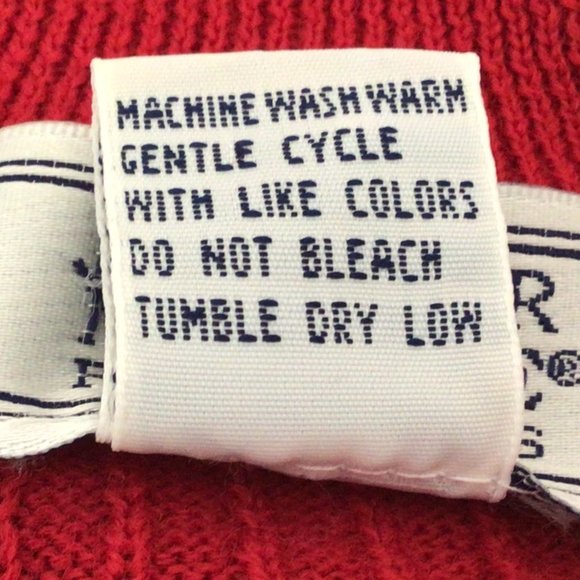 MACHINE WASH WARM
GENTLE CYCLE
WITH LIKE COLORS
DO NOT BLEACH
TUMBLE DRY LOW